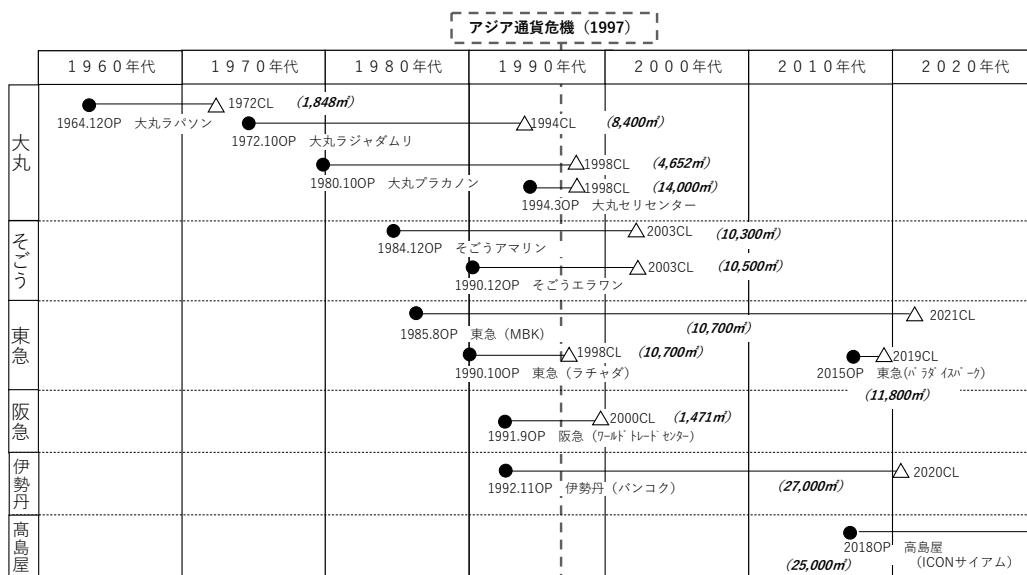 アジア通貨危機（1997）
１９６０年代 １９７０年代 １９８０年代 １９９０年代 ２０００年代 ２０１０年代 ２０２０年代
大丸
1972CL （1,848㎡）
1964.12OP 大丸ラパソン
1994CL （8,400㎡）
1972.10OP 大丸ラジャダムリ
1998CL （4,652㎡）
1980.10OP 大丸プラカノン
1998CL （14,000㎡）
1994.3OP 大丸セリセンター
そごう
2003CL （10,300㎡）
1984.12OP そごうアマリン
2003CL （10,500㎡）
1990.12OP そごうエラワン
東急
2021CL
（10,700㎡）
1985.8OP 東急（MBK）
1998CL （10,700㎡） 2019CL
1990.10OP 東急（ラチャダ） 2015OP 東急(ﾊﾟﾗﾀﾞｲｽﾊﾟｰｸ)
（11,800㎡）
阪急
2000CL （1,471㎡）
1991.9OP 阪急（ﾜｰﾙﾄﾞﾄﾚｰﾄﾞｾﾝﾀｰ）
伊勢丹
2020CL
1992.11OP 伊勢丹（バンコク） （27,000㎡）
髙島屋
2018OP 髙島屋
（25,000㎡） （ICONサイアム）